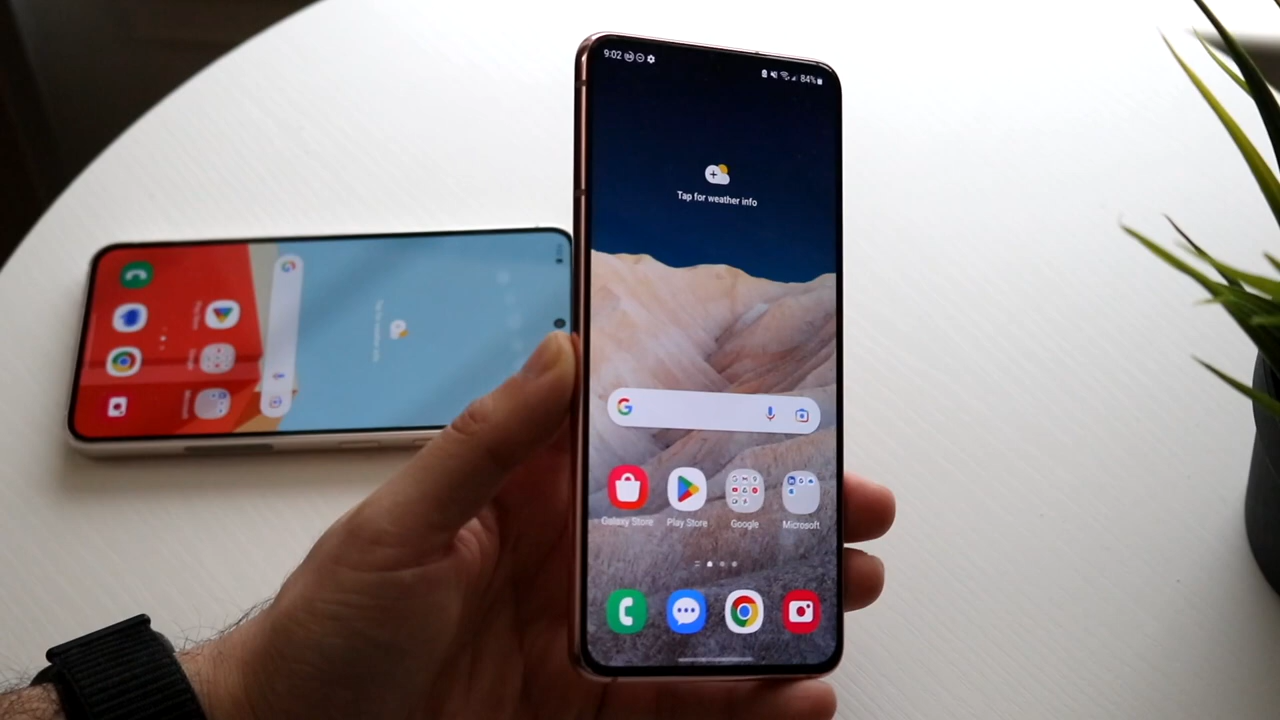 9:02
84%
Tap for weather info
Galaxy Store
Play Store
Google
Microsoft